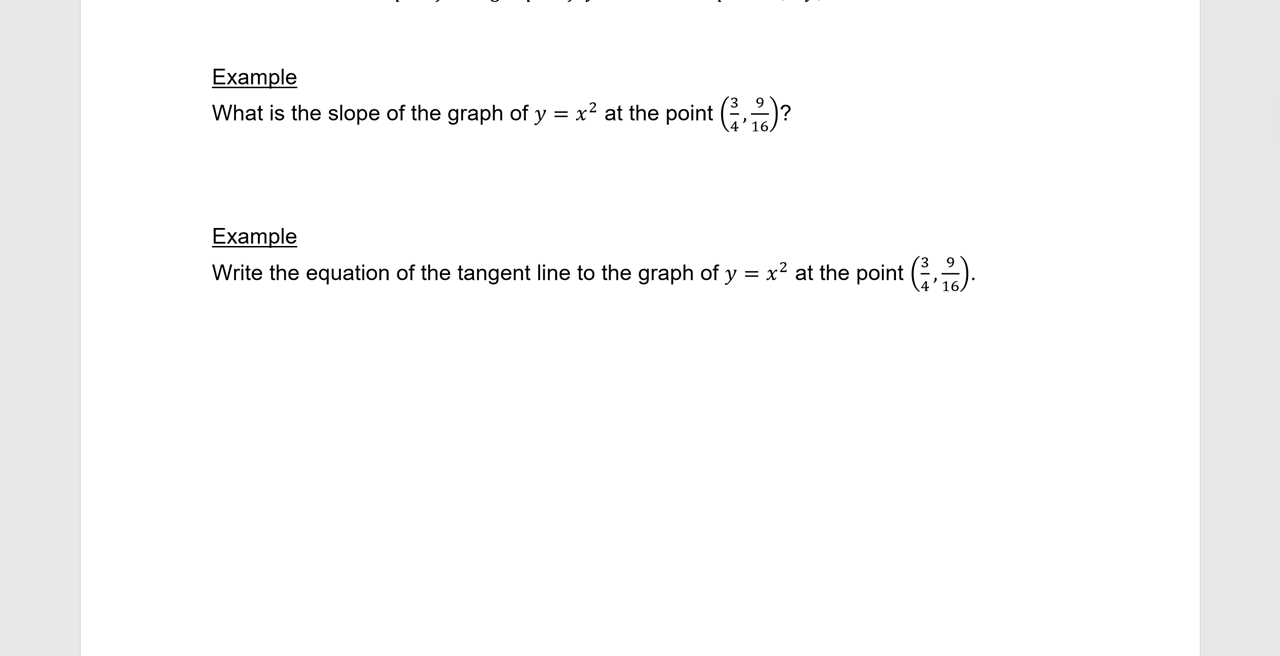 Example
What is the slope of the graph of y = x² at the point (3/4, 9/16)?
Example
Write the equation of the tangent line to the graph of y = x² at the point (3/4, 9/16).